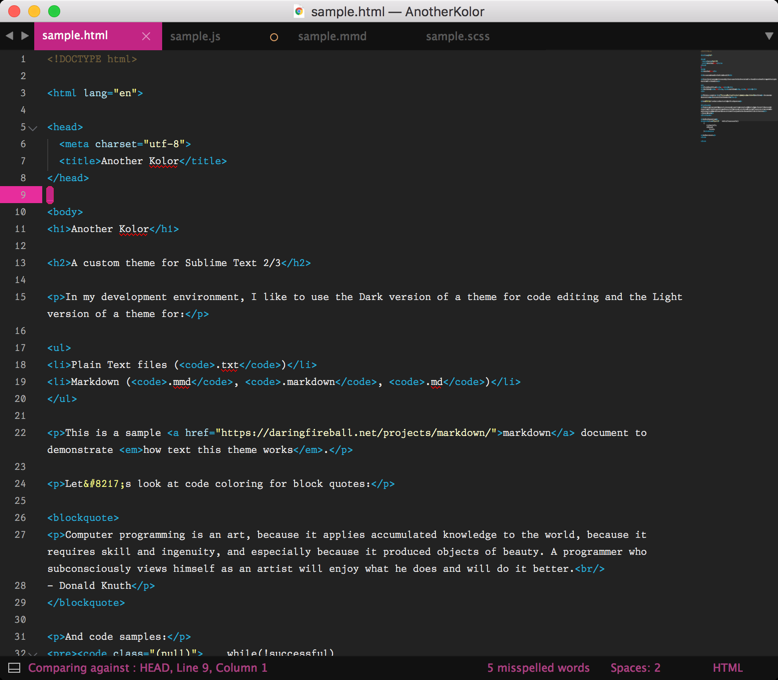 sample.html — AnotherKolor
sample.html sample.js sample.mmd sample.scss
1 <!DOCTYPE html>
2
3 <html lang="en">
4
5 <head>
6 <meta charset="utf-8">
7 <title>Another Kolor</title>
8 </head>
9
10 <body>
11 <h1>Another Kolor</h1>
12
13 <h2>A custom theme for Sublime Text 2/3</h2>
14
15 <p>In my development environment, I like to use the Dark version of a theme for code editing and the Light
version of a theme for:</p>
16
17 <ul>
18 <li>Plain Text files (<code>.txt</code>)</li>
19 <li>Markdown (<code>.mmd</code>, <code>.markdown</code>, <code>.md</code>)</li>
20 </ul>
21
22 <p>This is a sample <a href="https://daringfireball.net/projects/markdown/">markdown</a> document to
demonstrate <em>how text this theme works</em>.</p>
23
24 <p>Let&#8217;s look at code coloring for block quotes:</p>
25
26 <blockquote>
27 <p>Computer programming is an art, because it applies accumulated knowledge to the world, because it
requires skill and ingenuity, and especially because it produced objects of beauty. A programmer who
subconsciously views himself as an artist will enjoy what he does and will do it better.<br/>
28 – Donald Knuth</p>
29 </blockquote>
30
31 <p>And code samples:</p>
32 <pre><code class="(null)"> while(!successful)
Comparing against : HEAD, Line 9, Column 1 5 misspelled words Spaces: 2 HTML